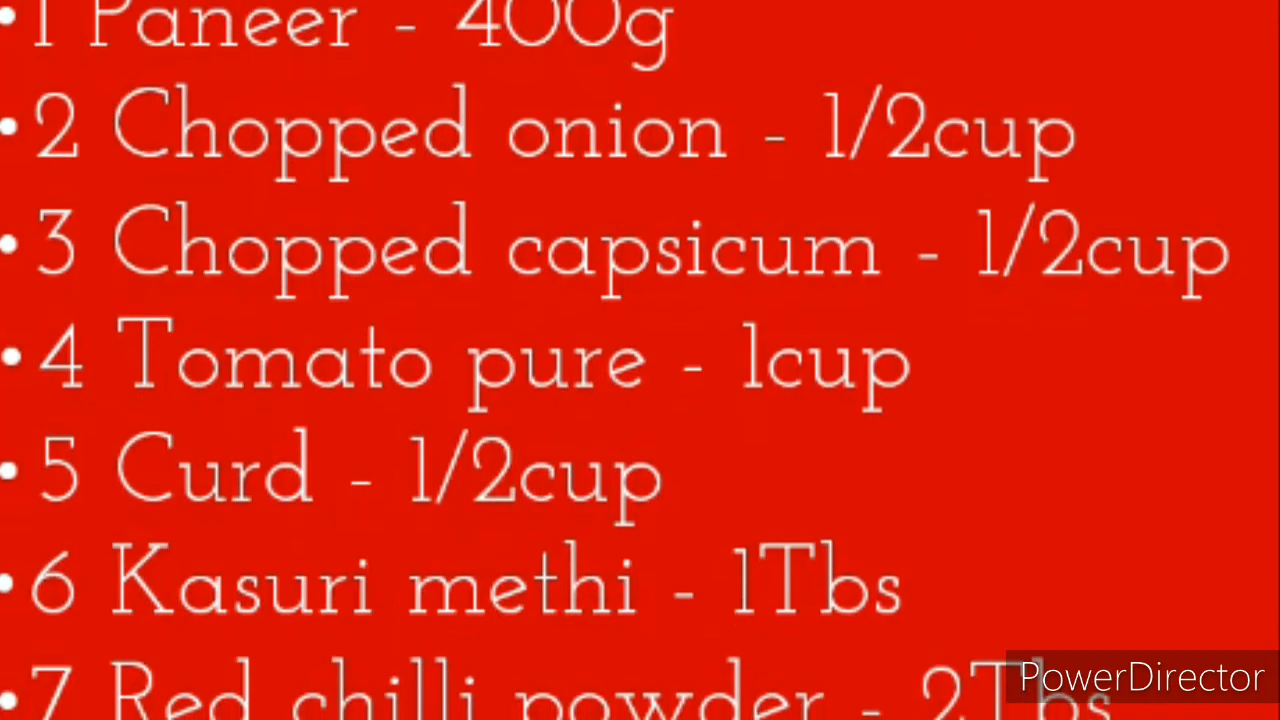 •1 Paneer - 400g
•2 Chopped onion - 1/2cup
•3 Chopped capsicum - 1/2cup
•4 Tomato pure - 1cup
•5 Curd - 1/2cup
•6 Kasuri methi - 1Tbs
•7 Red chilli powder - 2Tbs
PowerDirector